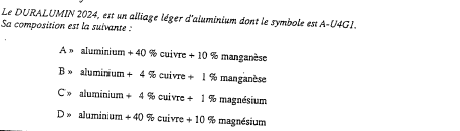 Le DURALUMIN 2024, est un alliage léger d'aluminium dont le symbole est A-U4G1.
Sa composition est la suivante :
A » aluminium + 40 % cuivre + 10 % manganèse
B » aluminium + 4 % cuivre + 1 % manganèse
C » aluminium + 4 % cuivre + 1 % magnésium
D » aluminium + 40 % cuivre + 10 % magnésium